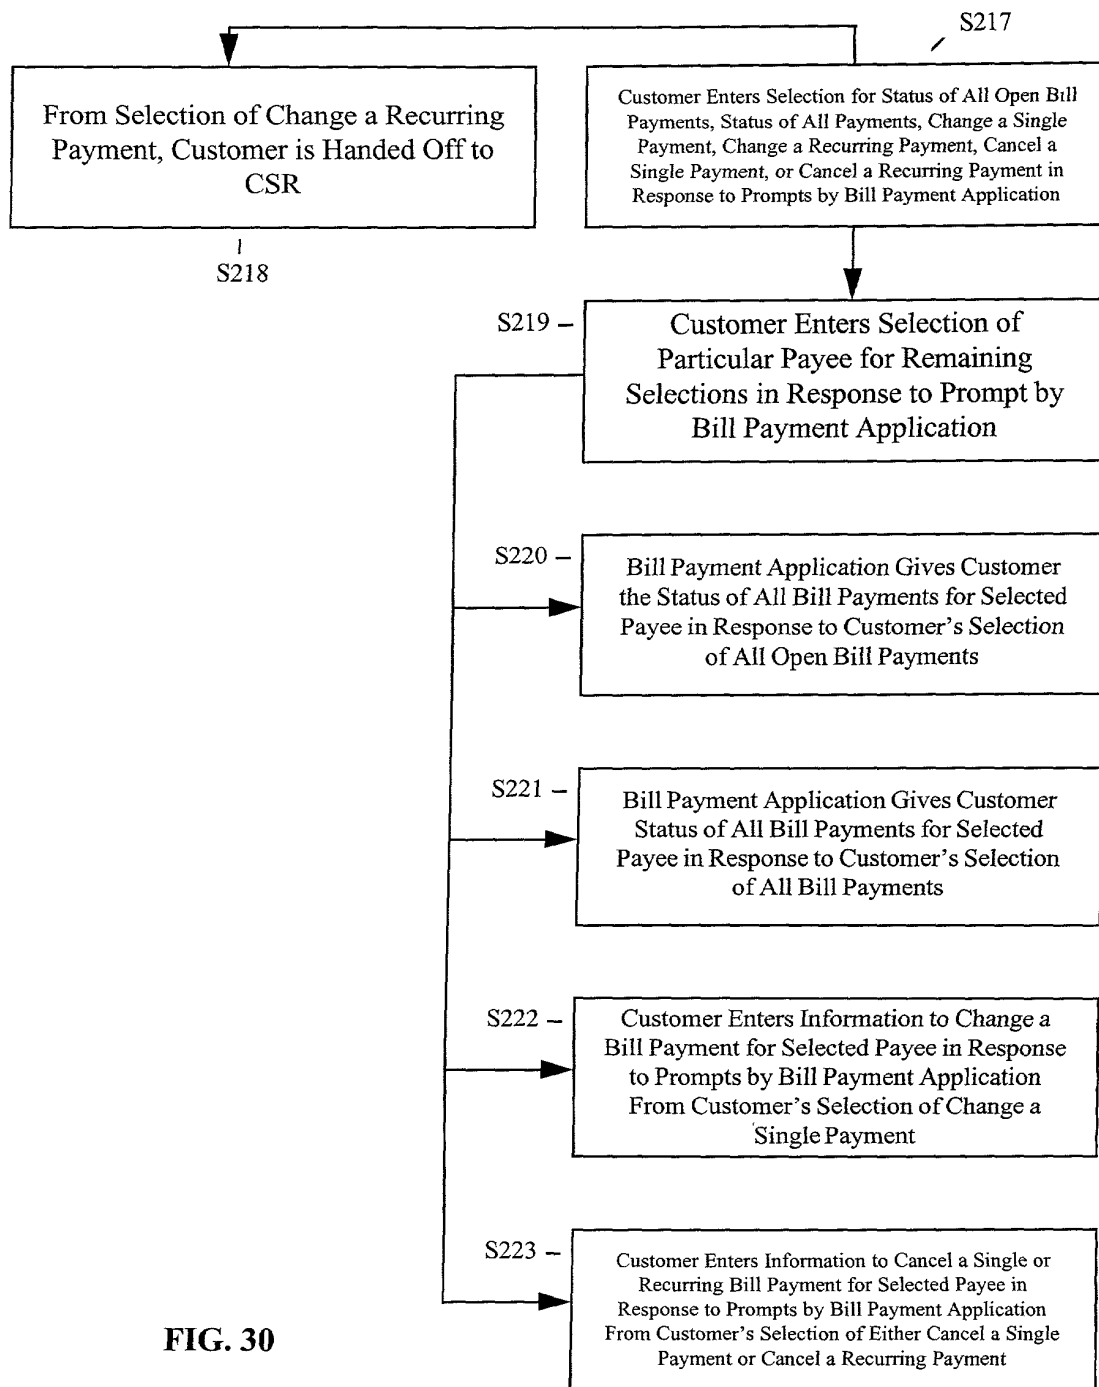 S217
From Selection of Change a Recurring
Payment, Customer is Handed Off to
CSR
S218
Customer Enters Selection for Status of All Open Bill
Payments, Status of All Payments, Change a Single
Payment, Change a Recurring Payment, Cancel a
Single Payment, or Cancel a Recurring Payment in
Response to Prompts by Bill Payment Application
S219
Customer Enters Selection of
Particular Payee for Remaining
Selections in Response to Prompt by
Bill Payment Application
S220
Bill Payment Application Gives Customer
the Status of All Bill Payments for Selected
Payee in Response to Customer’s Selection
of All Open Bill Payments
S221
Bill Payment Application Gives Customer
Status of All Bill Payments for Selected
Payee in Response to Customer’s Selection
of All Bill Payments
S222
Customer Enters Information to Change a
Bill Payment for Selected Payee in Response
to Prompts by Bill Payment Application
From Customer’s Selection of Change a
Single Payment
S223
Customer Enters Information to Cancel a Single or
Recurring Bill Payment for Selected Payee in
Response to Prompts by Bill Payment Application
From Customer’s Selection of Either Cancel a Single
Payment or Cancel a Recurring Payment
FIG. 30